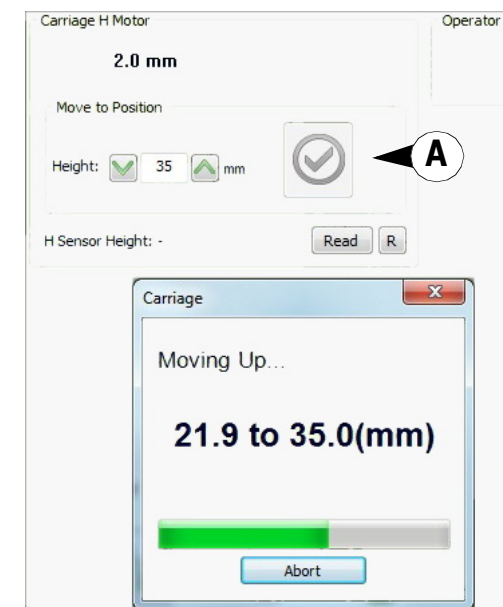 Carriage H Motor
Operator
2.0 mm
Move to Position
Height: 35 mm
A
H Sensor Height: -
Read R
Carriage
Moving Up...
21.9 to 35.0(mm)
Abort